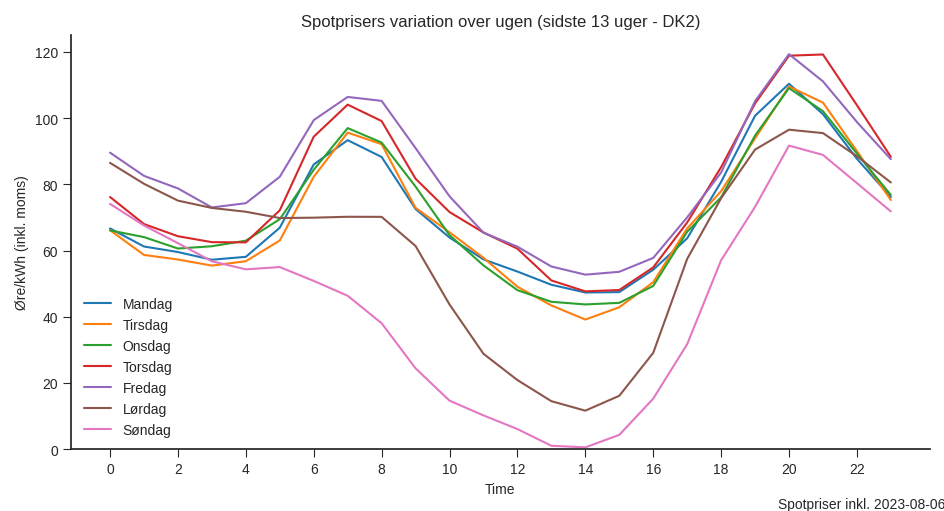 Spotprisers variation over ugen (sidste 13 uger - DK2)
Øre/kWh (inkl. moms)
120
100
80
60
40
20
0
Mandag
Tirsdag
Onsdag
Torsdag
Fredag
Lørdag
Søndag
0 2 4 6 8 10 12 14 16 18 20 22
Time
Spotpriser inkl. 2023-08-06